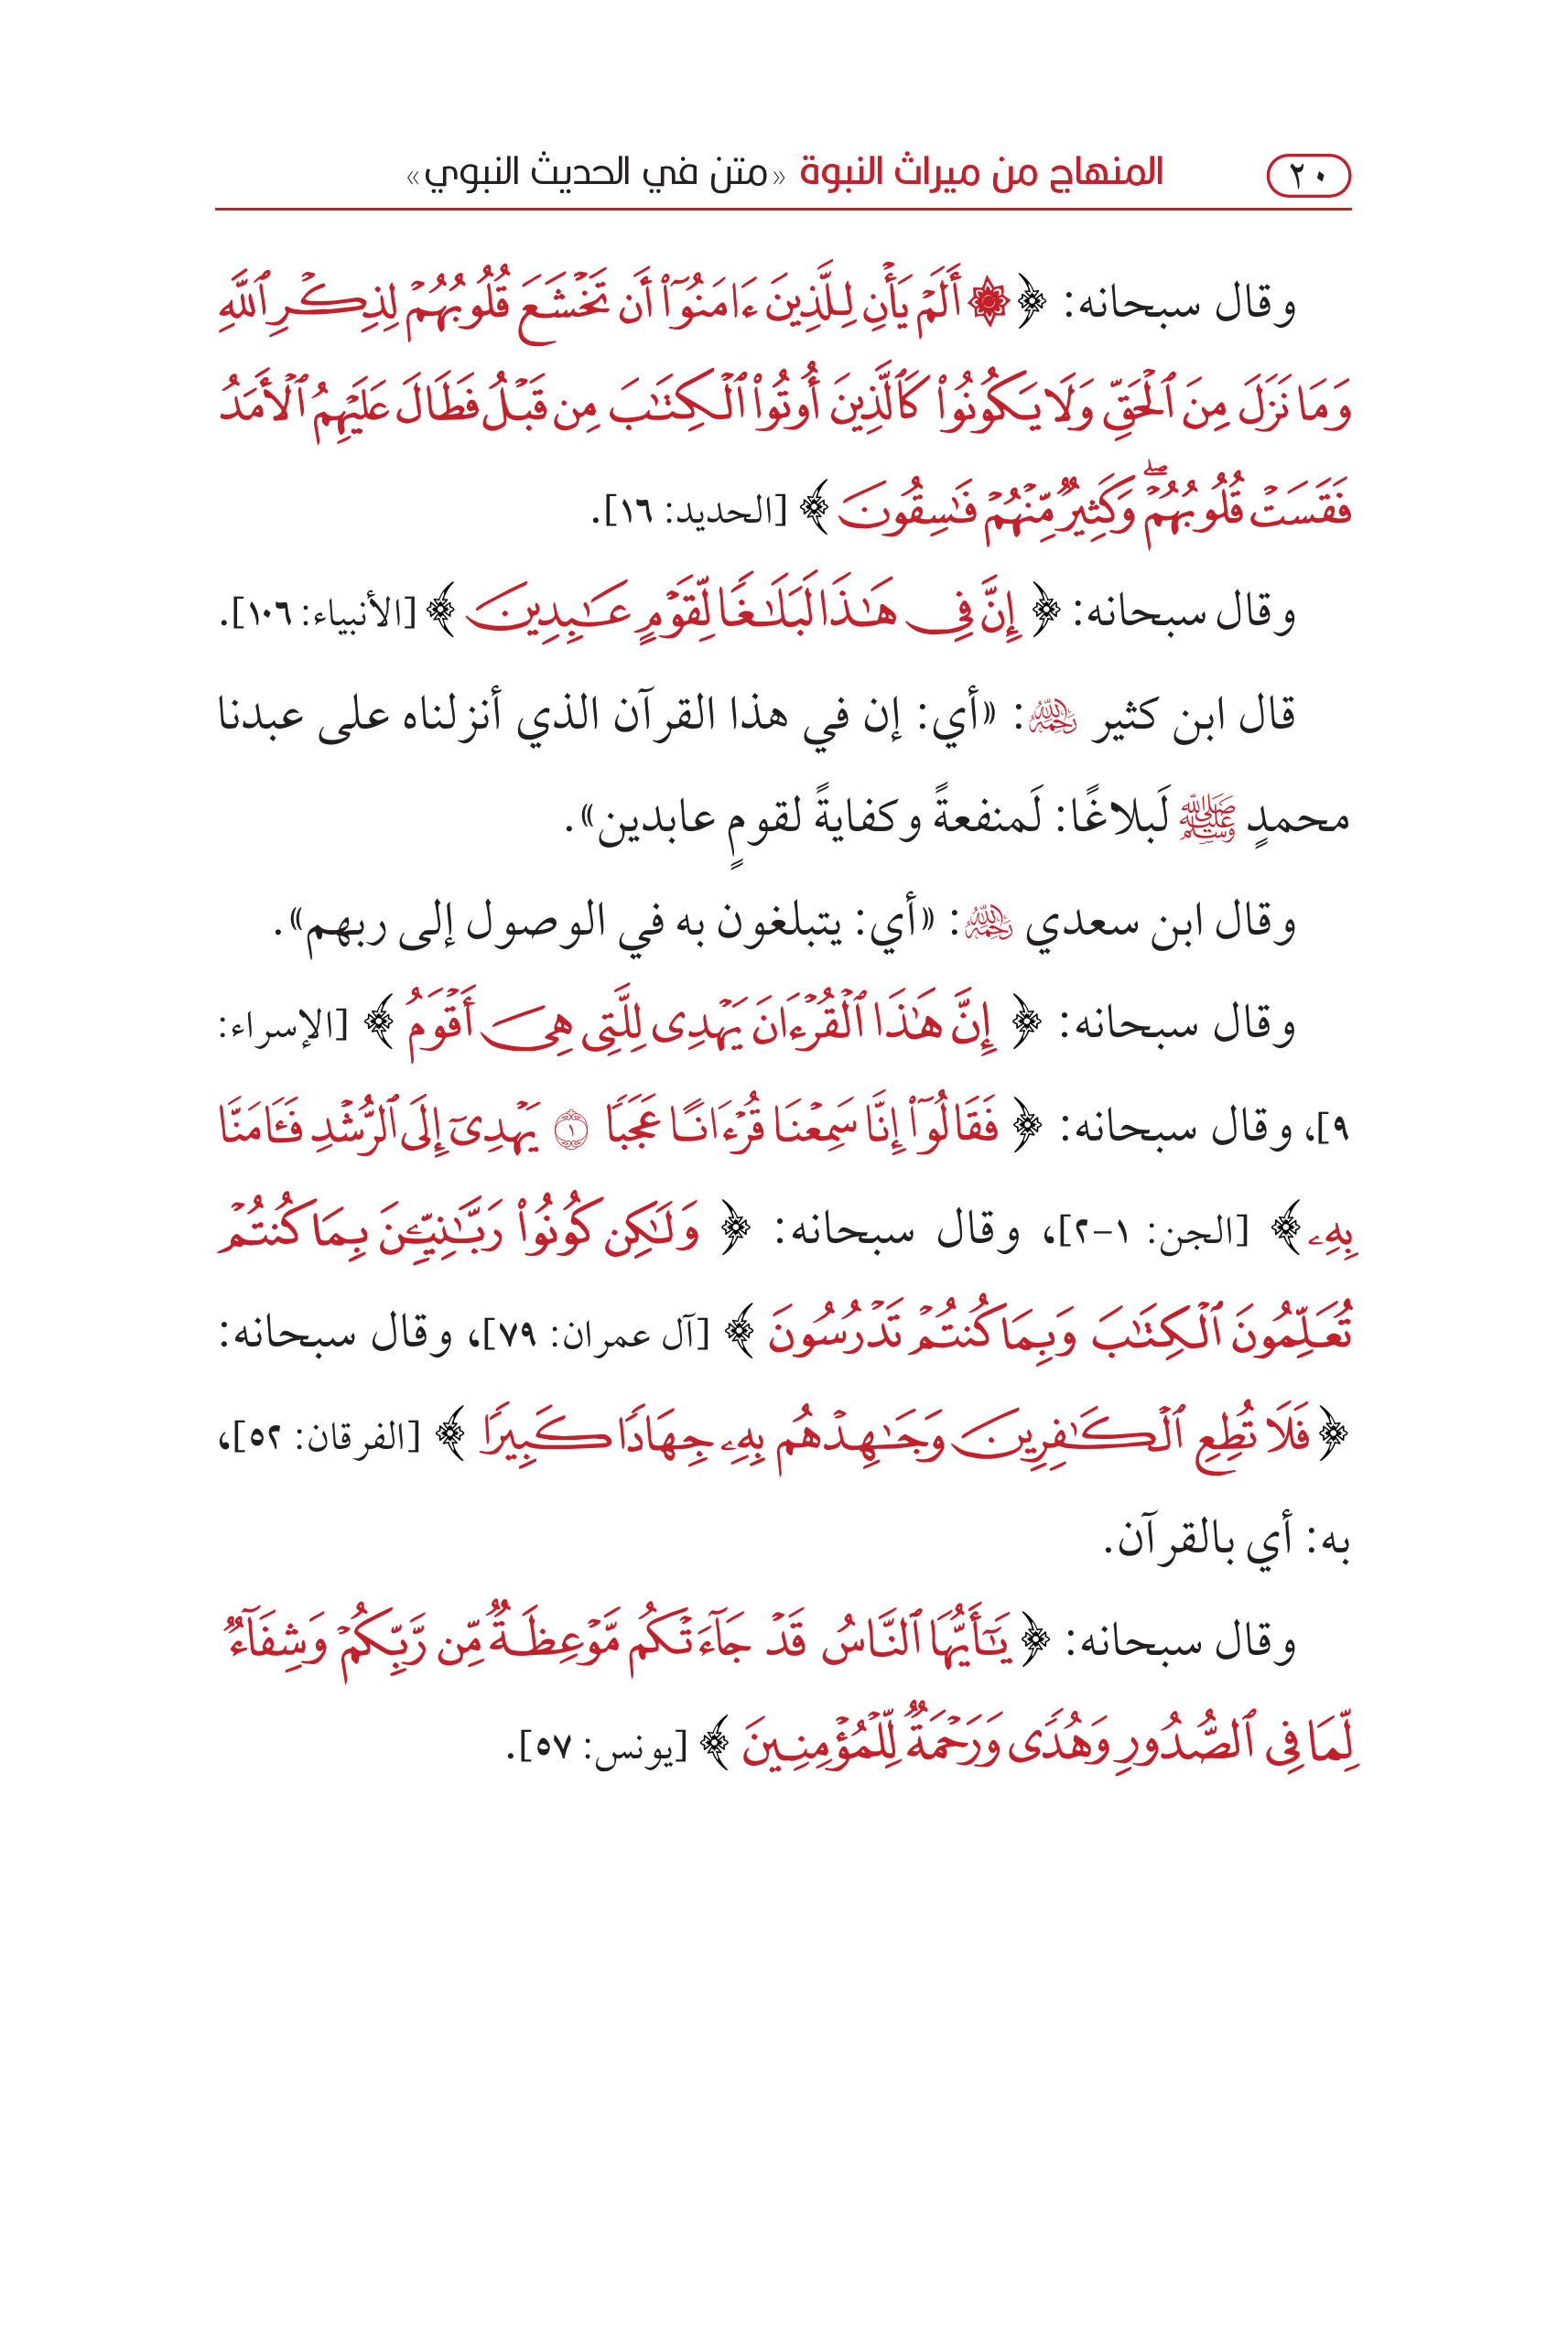 ٢٠ المنهاج من ميراث النبوة «متن في الحديث النبوي»
وقال سبحانه: ﴿۞ أَلَمۡ يَأۡنِ لِلَّذِينَ ءَامَنُوٓاْ أَن تَخۡشَعَ قُلُوبُهُمۡ لِذِكۡرِ ٱللَّهِ
وَمَا نَزَلَ مِنَ ٱلۡحَقِّ وَلَا يَكُونُواْ كَٱلَّذِينَ أُوتُواْ ٱلۡكِتَٰبَ مِن قَبۡلُ فَطَالَ عَلَيۡهِمُ ٱلۡأَمَدُ
فَقَسَتۡ قُلُوبُهُمۡۖ وَكَثِيرٞ مِّنۡهُمۡ فَٰسِقُونَ ﴾ [الحديد: ١٦].
وقال سبحانه: ﴿ إِنَّ فِي هَٰذَا لَبَلَٰغٗا لِّقَوۡمٍ عَٰبِدِينَ ﴾ [الأنبياء: ١٠٦].
قال ابن كثير رحمه الله: «أي: إن في هذا القرآن الذي أنزلناه على عبدنا
محمدٍ ﷺ لَبلاغًا: لَمنفعةً وكفايةً لقومٍ عابدين».
وقال ابن سعدي رحمه الله: «أي: يتبلغون به في الوصول إلى ربهم».
وقال سبحانه: ﴿ إِنَّ هَٰذَا ٱلۡقُرۡءَانَ يَهۡدِي لِلَّتِي هِيَ أَقۡوَمُ ﴾ [الإسراء:
٩]، وقال سبحانه: ﴿ فَقَالُوٓاْ إِنَّا سَمِعۡنَا قُرۡءَانًا عَجَبٗا ١ يَهۡدِيٓ إِلَى ٱلرُّشۡدِ فَـَٔامَنَّا
بِهِۦ ﴾ [الجن: ١-٢]، وقال سبحانه: ﴿ وَلَٰكِن كُونُواْ رَبَّٰنِيِّـۧنَ بِمَا كُنتُمۡ
تُعَلِّمُونَ ٱلۡكِتَٰبَ وَبِمَا كُنتُمۡ تَدۡرُسُونَ ﴾ [آل عمران: ٧٩]، وقال سبحانه:
﴿ فَلَا تُطِعِ ٱلۡكَٰفِرِينَ وَجَٰهِدۡهُم بِهِۦ جِهَادٗا كَبِيرٗا ﴾ [الفرقان: ٥٢]،
به: أي بالقرآن.
وقال سبحانه: ﴿ يَٰٓأَيُّهَا ٱلنَّاسُ قَدۡ جَآءَتۡكُم مَّوۡعِظَةٞ مِّن رَّبِّكُمۡ وَشِفَآءٞ
لِّمَا فِي ٱلصُّدُورِ وَهُدٗى وَرَحۡمَةٞ لِّلۡمُؤۡمِنِينَ ﴾ [يونس: ٥٧].